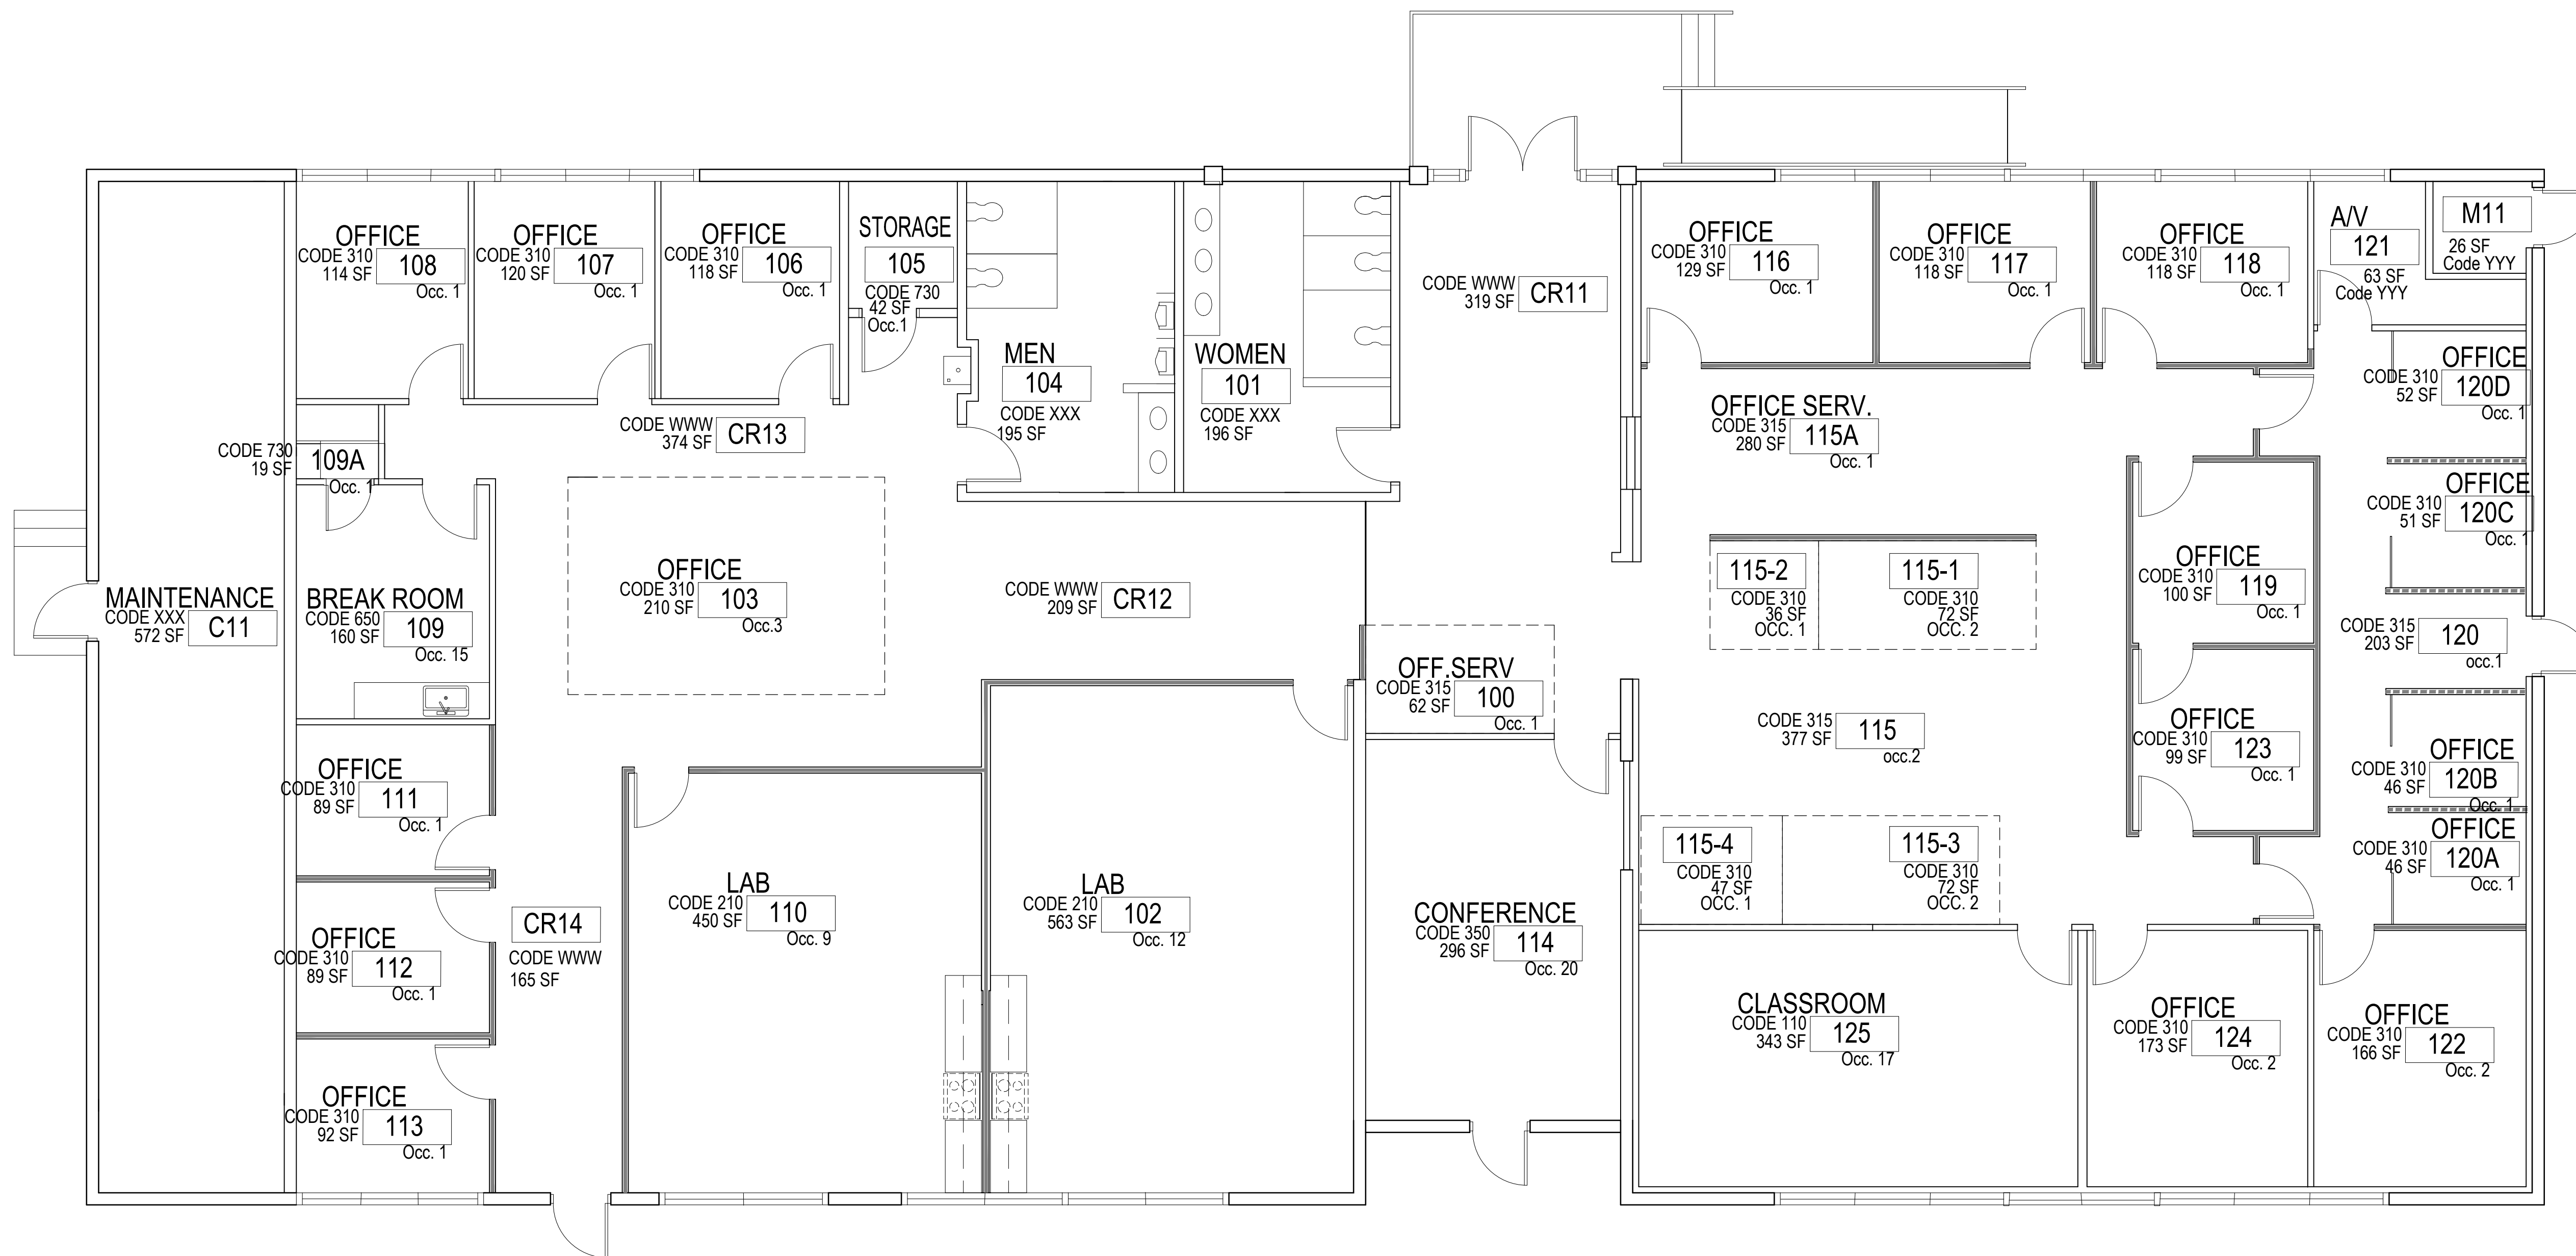 OFFICE
CODE 310
114 SF
108
Occ. 1
OFFICE
CODE 310
120 SF
107
Occ. 1
OFFICE
CODE 310
118 SF
106
Occ. 1
STORAGE
105
CODE 730
42 SF
Occ.1
MEN
104
CODE XXX
195 SF
WOMEN
101
CODE XXX
196 SF
CODE WWW
319 SF
CR11
OFFICE
CODE 310
129 SF
116
Occ. 1
OFFICE
CODE 310
118 SF
117
Occ. 1
OFFICE
CODE 310
118 SF
118
Occ. 1
A/V
121
63 SF
Code YYY
M11
26 SF
Code YYY
OFFICE
CODE 310
52 SF
120D
Occ. 1
CODE WWW
374 SF
CR13
OFFICE SERV.
CODE 315
280 SF
115A
Occ. 1
CODE 730
19 SF
109A
Occ. 1
OFFICE
CODE 310
51 SF
120C
Occ. 1
MAINTENANCE
CODE XXX
572 SF
C11
BREAK ROOM
CODE 650
160 SF
109
Occ. 15
OFFICE
CODE 310
210 SF
103
Occ.3
CODE WWW
209 SF
CR12
115-2
CODE 310
36 SF
OCC. 1
115-1
CODE 310
72 SF
OCC. 2
OFFICE
CODE 310
100 SF
119
Occ. 1
CODE 315
203 SF
120
occ.1
OFF.SERV
CODE 315
62 SF
100
Occ. 1
CODE 315
377 SF
115
occ.2
OFFICE
CODE 310
99 SF
123
Occ. 1
OFFICE
CODE 310
46 SF
120B
Occ. 1
OFFICE
CODE 310
89 SF
111
Occ. 1
115-4
CODE 310
47 SF
OCC. 1
115-3
CODE 310
72 SF
OCC. 2
OFFICE
CODE 310
46 SF
120A
Occ. 1
OFFICE
CODE 310
89 SF
112
Occ. 1
CR14
CODE WWW
165 SF
LAB
CODE 210
450 SF
110
Occ. 9
LAB
CODE 210
563 SF
102
Occ. 12
CONFERENCE
CODE 350
296 SF
114
Occ. 20
CLASSROOM
CODE 110
343 SF
125
Occ. 17
OFFICE
CODE 310
173 SF
124
Occ. 2
OFFICE
CODE 310
166 SF
122
Occ. 2
OFFICE
CODE 310
92 SF
113
Occ. 1